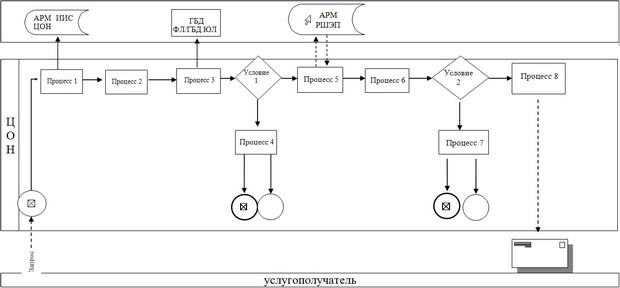 АРМ ИИС
ЦОН
ГБД
ФЛ/ГБД ЮЛ
АРМ
РШЭП
ЦОН
Процесс 1
Процесс 2
Процесс 3
Условие
1
Процесс 5
Процесс 6
Условие
2
Процесс 8
Процесс 4
Процесс 7
Запрос
услугополучатель